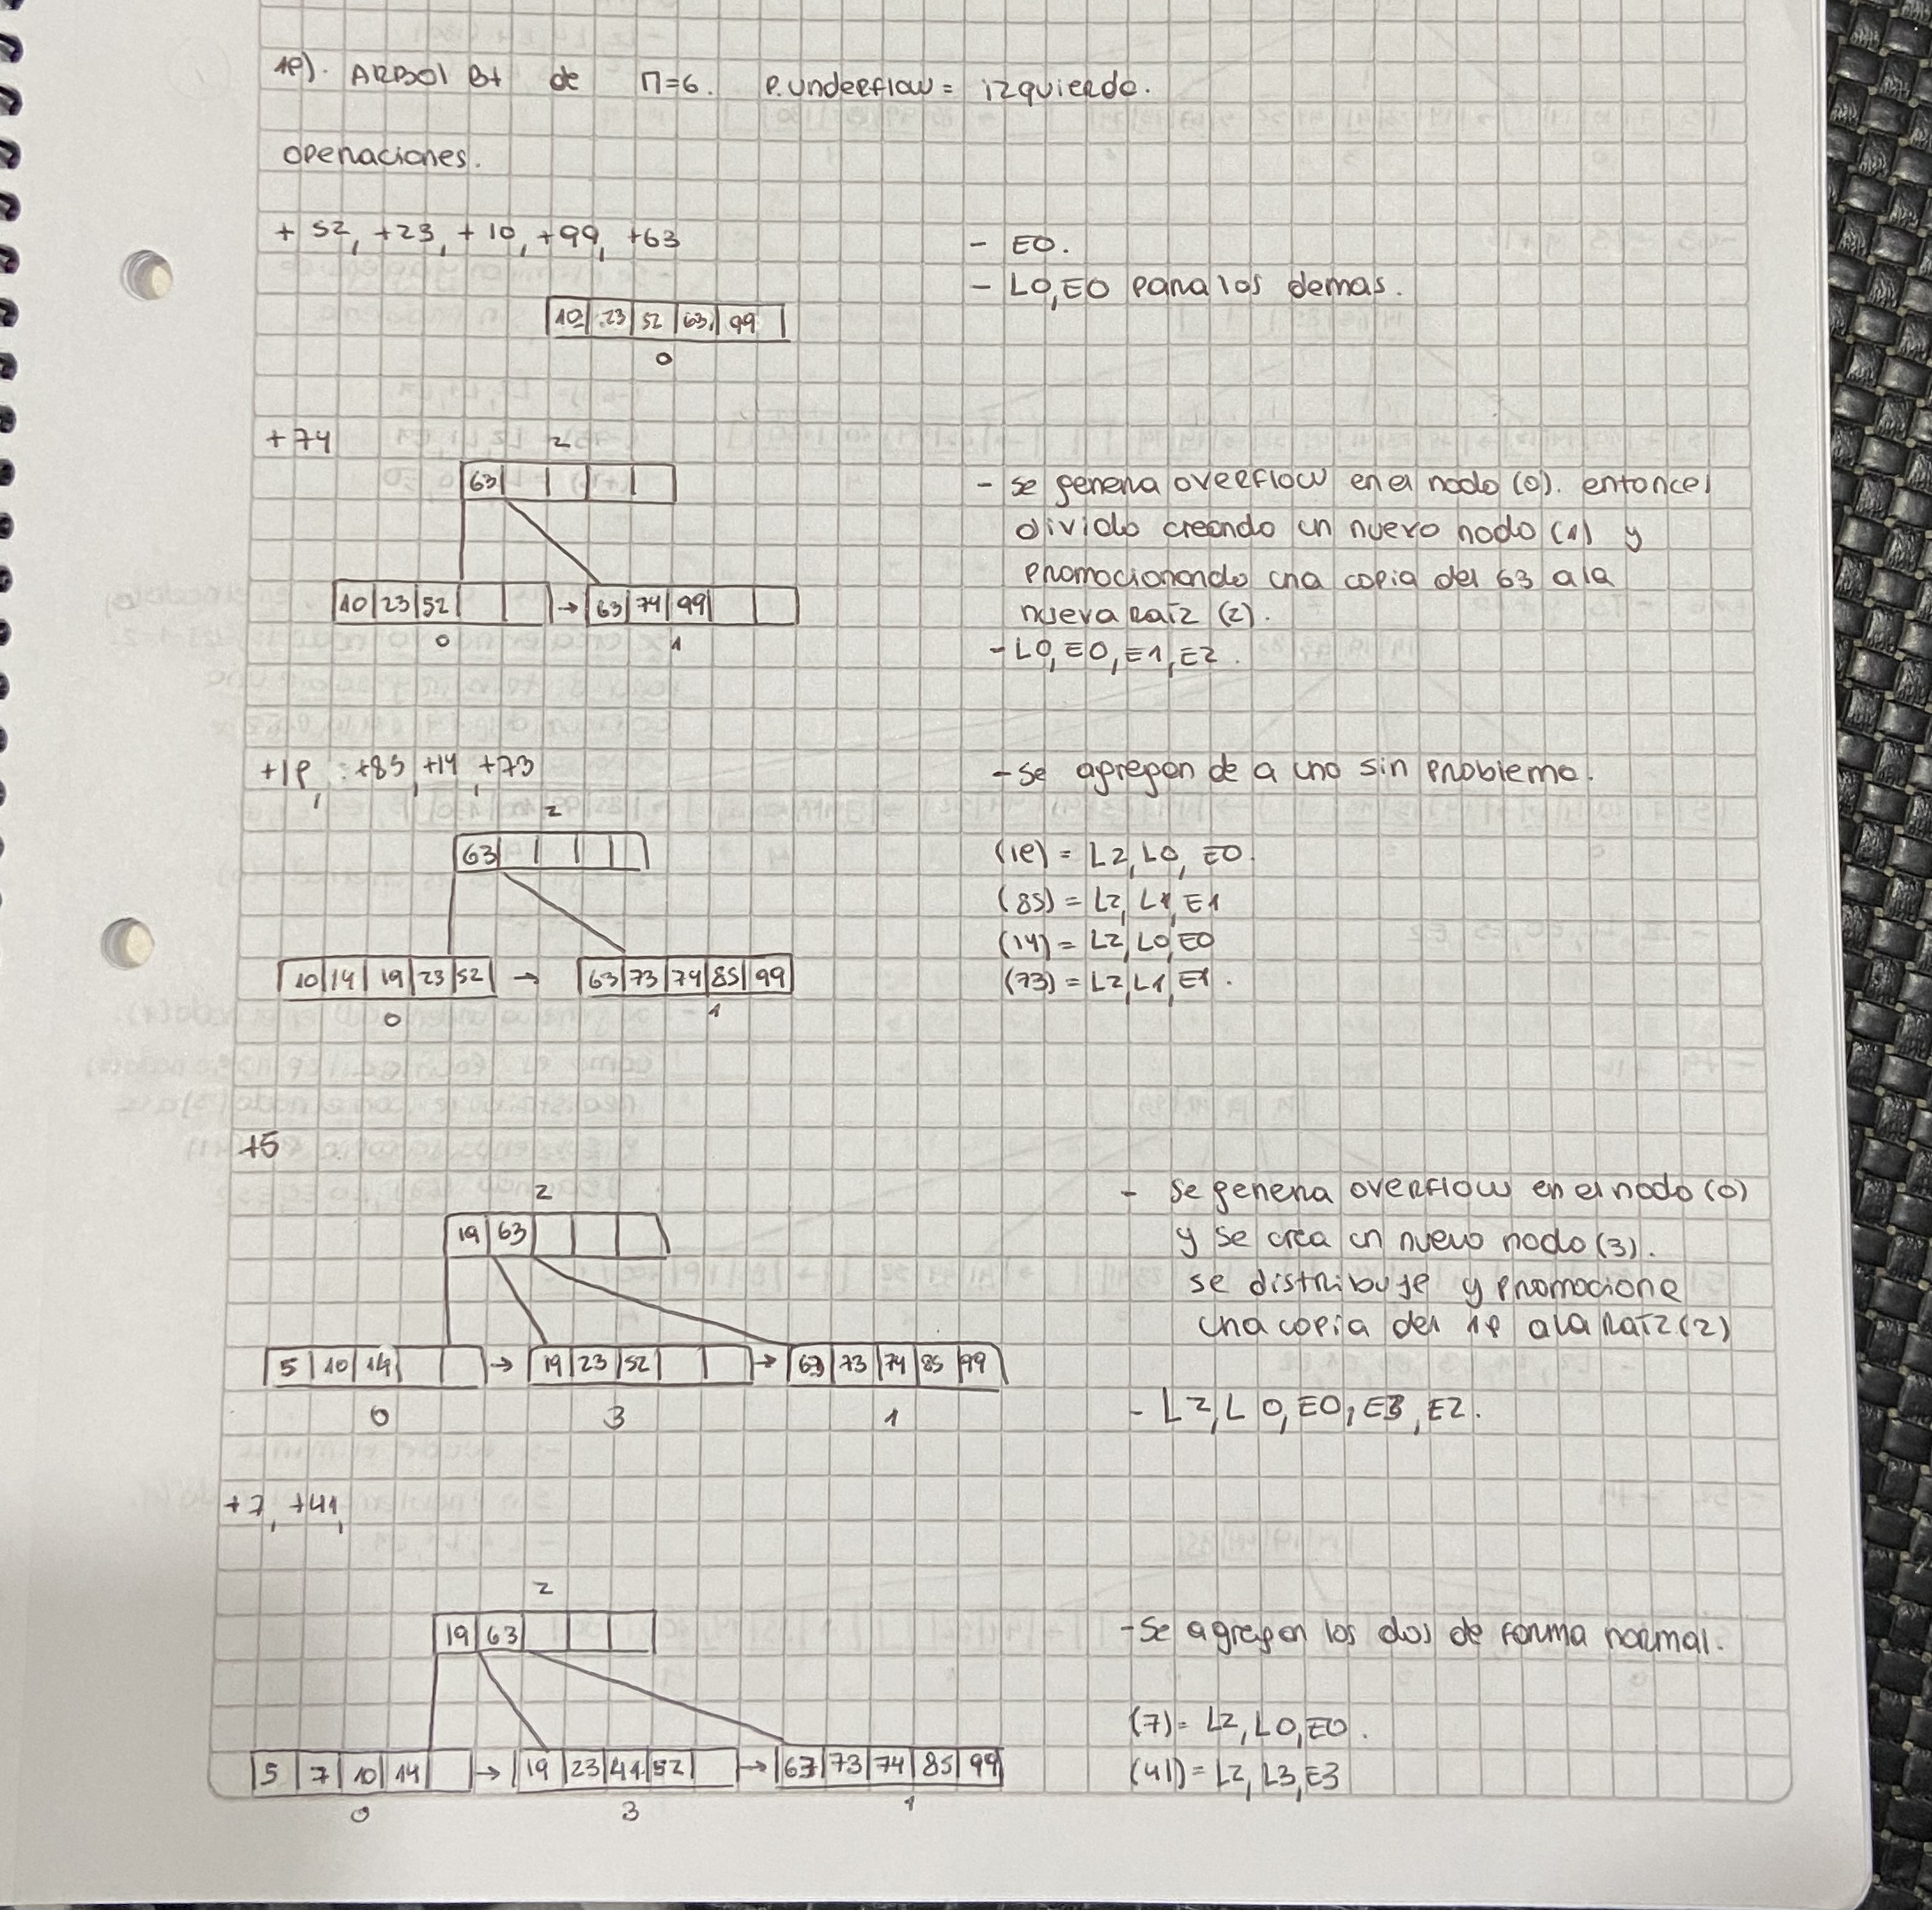 19). ARBOL B+ de M=6. P.underflow = izquierda.
operaciones.
+ 52, +23, + 10, +99, +63
- E0.
- L0, E0 para los demas.
10 23 52 63 99
0
+74
2
63
- se genera overflow en el nodo (0). entonces
divido creando un nuevo nodo (1) y
promocionando una copia del 63 a la
nueva raíz (2).
- L0, E0, E1, E2.
10 23 52 → 63 74 99
0 1
+19, +85, +14, +73
- se agregan de a uno sin problema.
2
63
(19) = L2, L0, E0.
(85) = L2, L1, E1
(14) = L2, L0, E0
(73) = L2, L1, E1.
10 14 19 23 52 → 63 73 74 85 99
0 1
+5
2
19 63
- se genera overflow en el nodo (0)
y se crea un nuevo nodo (3).
se distribuye y promociona
una copia del 19 a la raíz (2)
5 10 14 → 19 23 52 → 63 73 74 85 99
0 3 1
- L2, L0, E0, E3, E2.
+7, +41,
2
19 63
- Se agregan los dos de forma normal.
(7) = L2, L0, E0.
(41) = L2, L3, E3
5 7 10 14 → 19 23 41 52 → 63 73 74 85 99
0 3 1